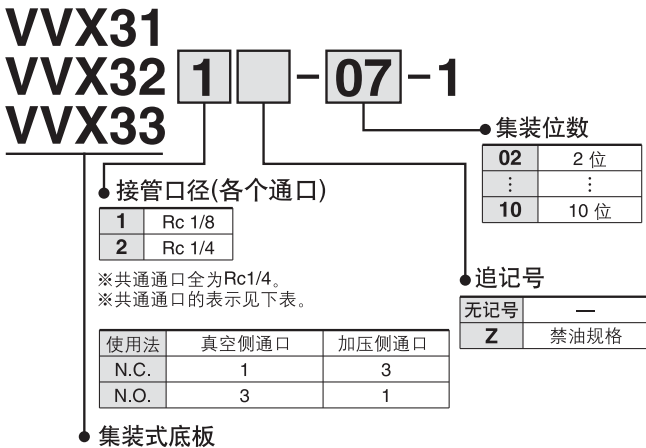 VVX31
VVX32 1 - 07 - 1
VVX33
集装位数
02 2 位
⋮ ⋮
10 10 位
接管口径(各个通口)
1 Rc 1/8
2 Rc 1/4
※共通通口全为Rc1/4。
※共通通口的表示见下表。
追记号
无记号 —
Z 禁油规格
使用法 真空侧通口 加压侧通口
N.C. 1 3
N.O. 3 1
集装式底板